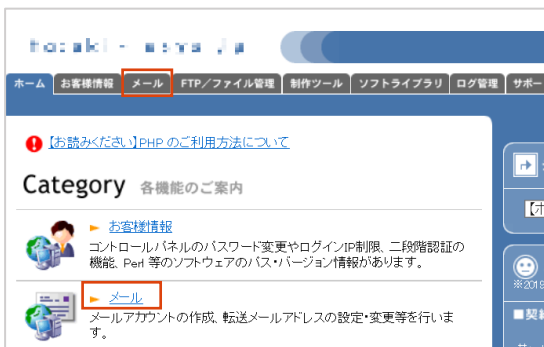 ホーム お客様情報 メール FTP／ファイル管理 制作ツール ソフトライブラリ ログ管理 サポー
【お読みください】PHP のご利用方法について
Category 各機能のご案内
► お客様情報
コントロールパネルのパスワード変更やログインIP制限、二段階認証の
機能、Perl 等のソフトウェアのパス・バージョン情報があります。
► メール
メールアカウントの作成、転送メールアドレスの設定・変更等を行いま
す。
※2019
■契